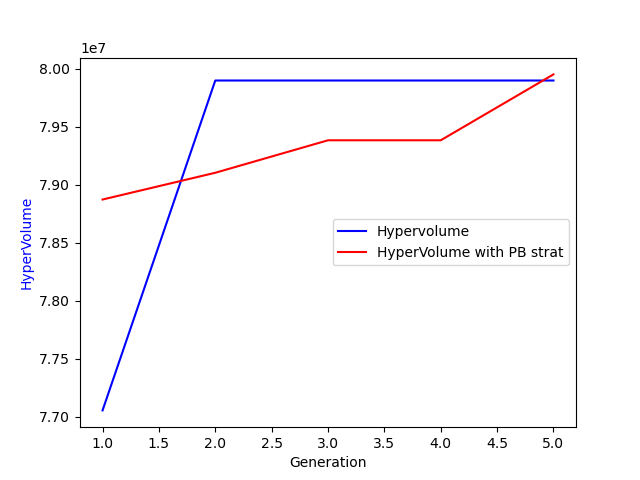 1e7
8.00
7.95
7.90
7.85
7.80
7.75
7.70
HyperVolume
Hypervolume
HyperVolume with PB strat
1.0 1.5 2.0 2.5 3.0 3.5 4.0 4.5 5.0
Generation